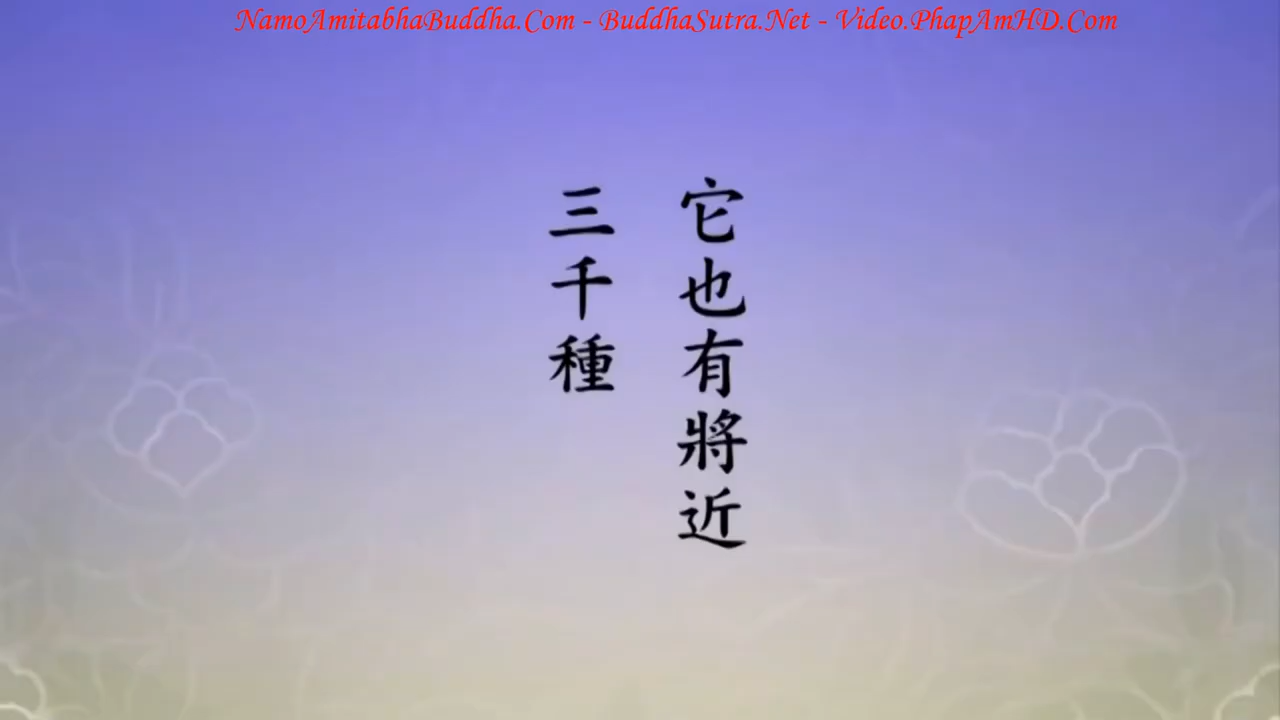 NamoAmitabhaBuddha.Com - BuddhaSutra.Net - Video.PhapAmHD.Com
它也有將近
三千種